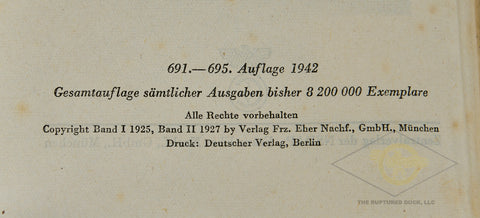 691.—695. Auflage 1942
Gesamtauflage sämtlicher Ausgaben bisher 8 200 000 Exemplare
Alle Rechte vorbehalten
Copyright Band I 1925, Band II 1927 by Verlag Frz. Eher Nachf., GmbH., München
Druck: Deutscher Verlag, Berlin
THE RUPTURED DUCK, LLC